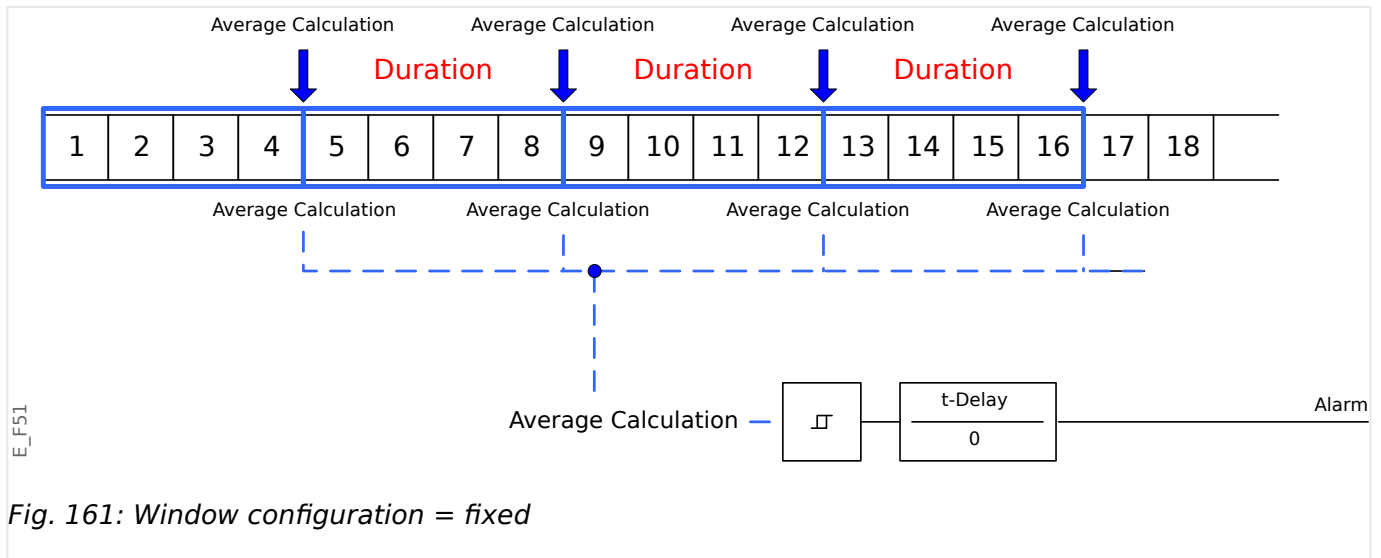 Average Calculation Average Calculation Average Calculation Average Calculation
Duration Duration Duration
1 2 3 4 5 6 7 8 9 10 11 12 13 14 15 16 17 18
Average Calculation Average Calculation Average Calculation Average Calculation
Average Calculation
t-Delay
0
Alarm
E_F51
Fig. 161: Window configuration = fixed